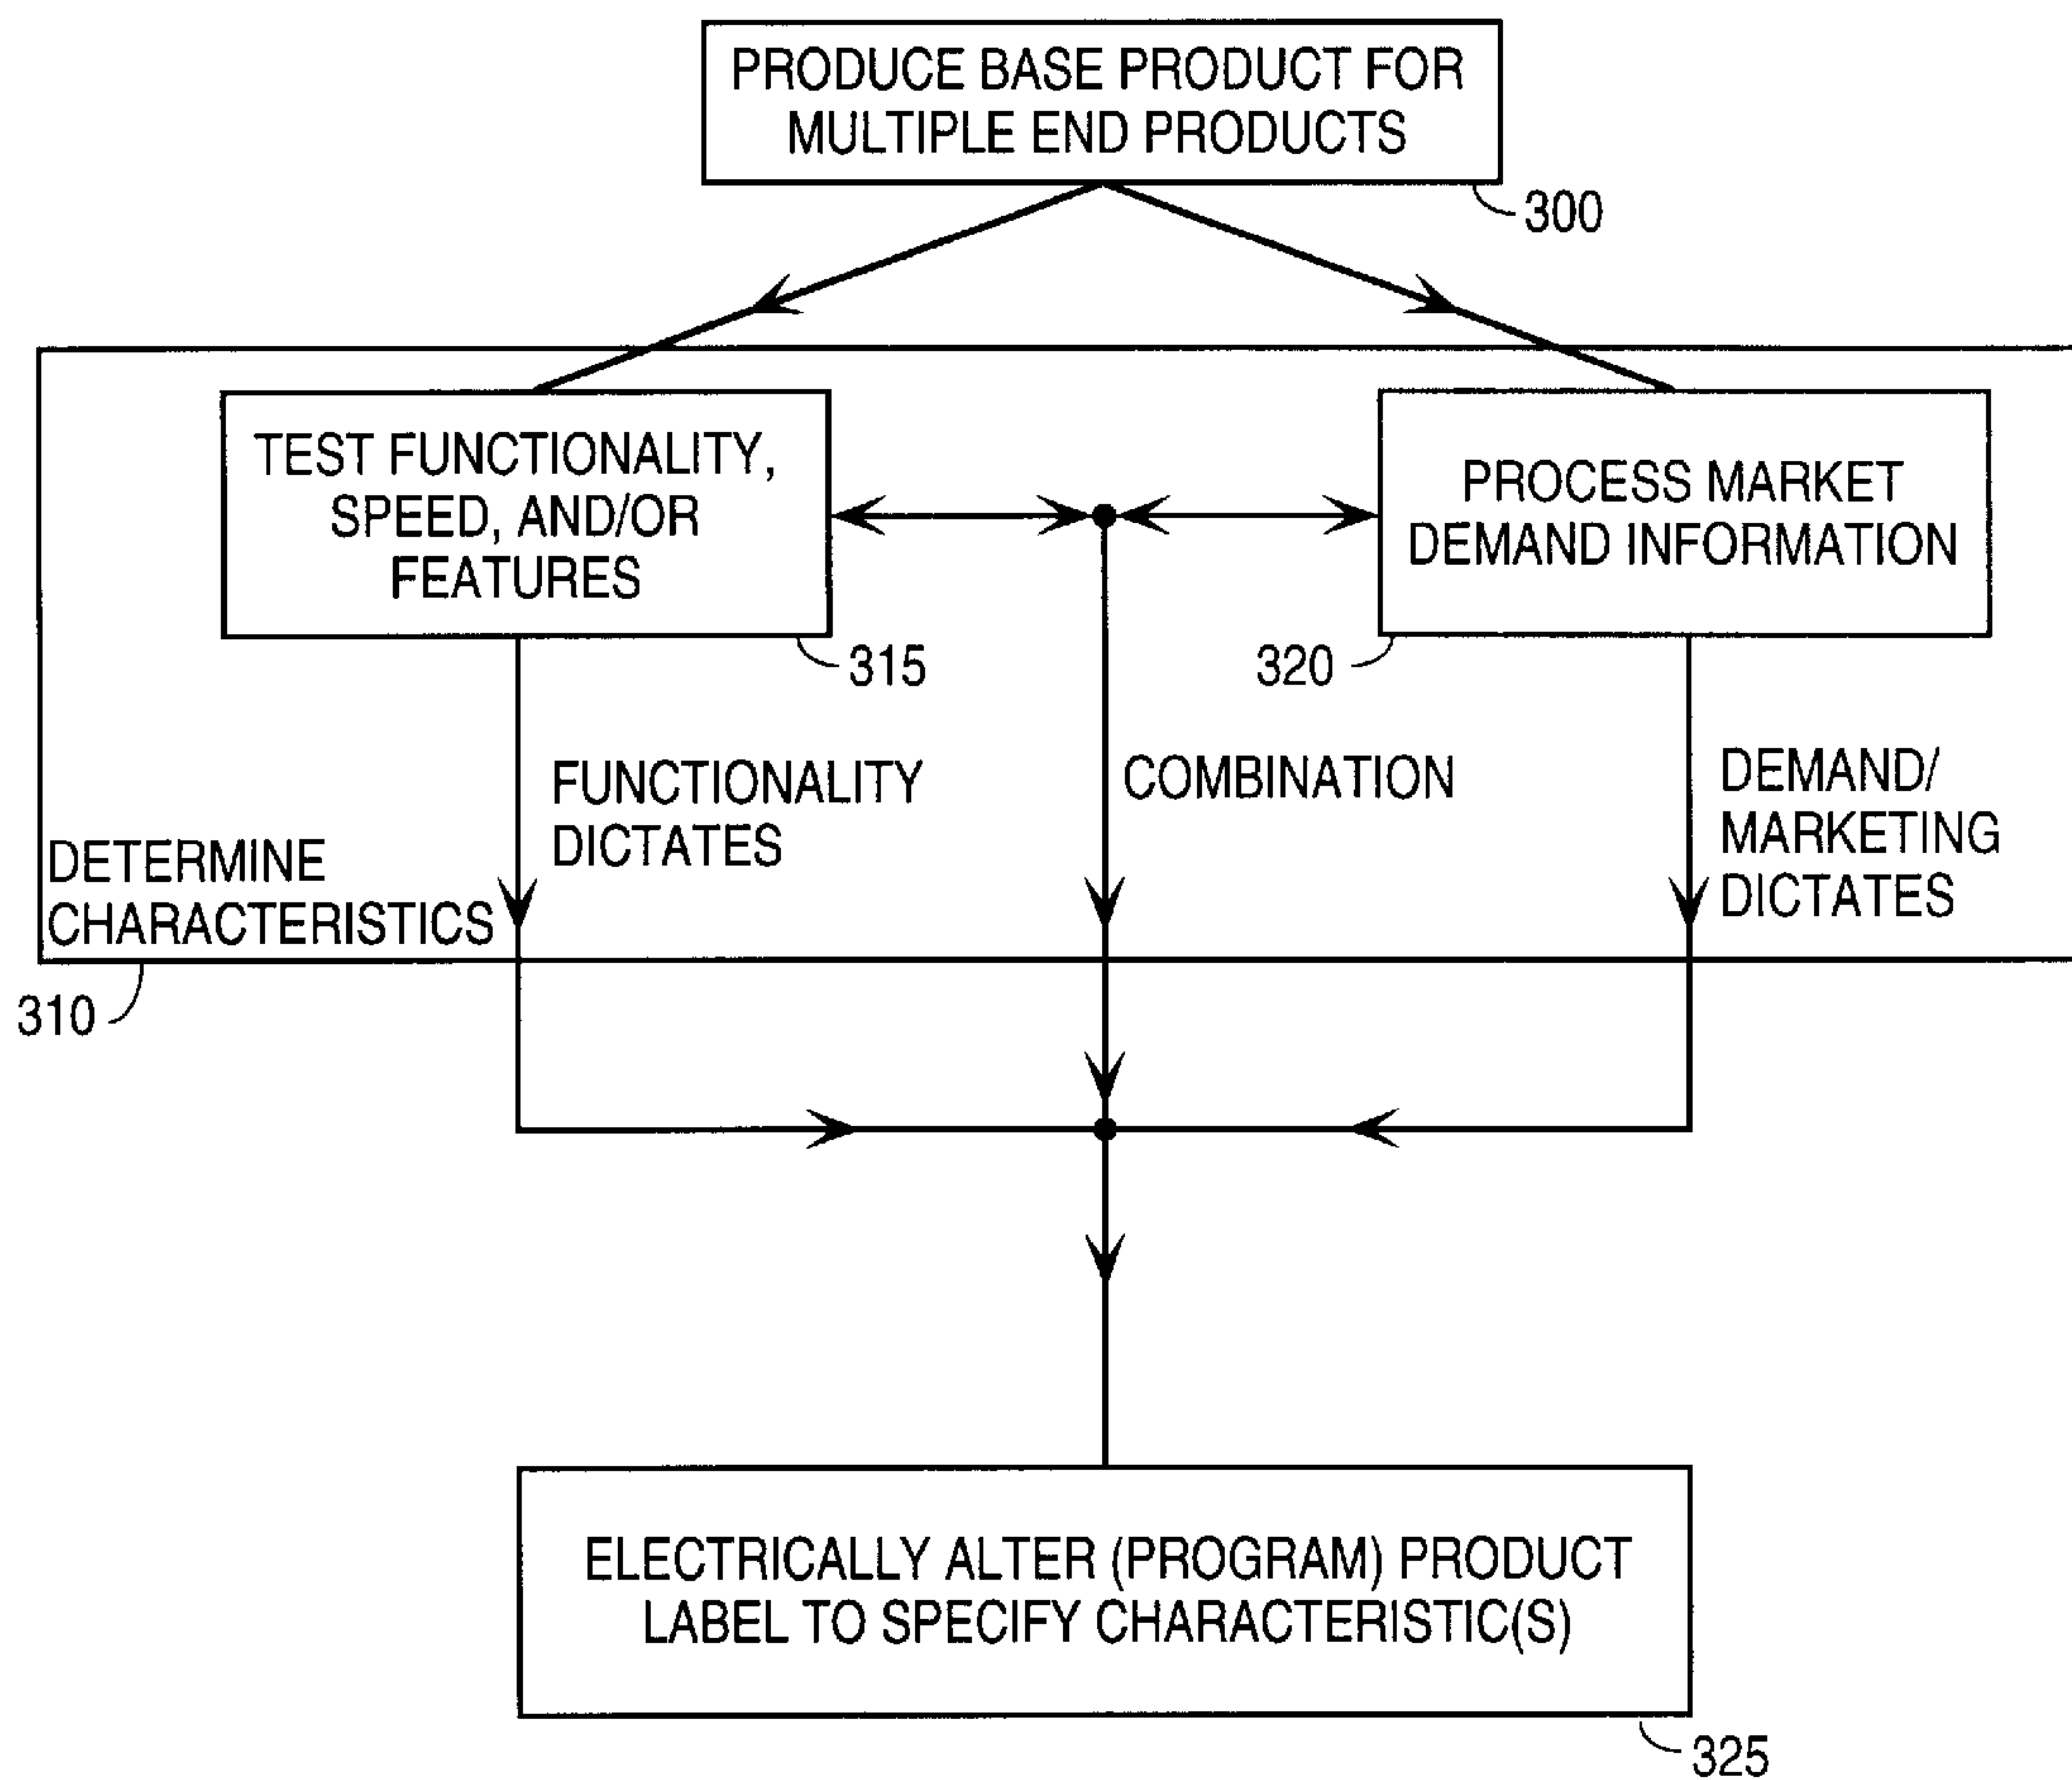 PRODUCE BASE PRODUCT FOR
MULTIPLE END PRODUCTS
300
TEST FUNCTIONALITY,
SPEED, AND/OR
FEATURES
315
PROCESS MARKET
DEMAND INFORMATION
320
FUNCTIONALITY
DICTATES
COMBINATION
DEMAND/
MARKETING
DICTATES
DETERMINE
CHARACTERISTICS
310
ELECTRICALLY ALTER (PROGRAM) PRODUCT
LABEL TO SPECIFY CHARACTERISTIC(S)
325